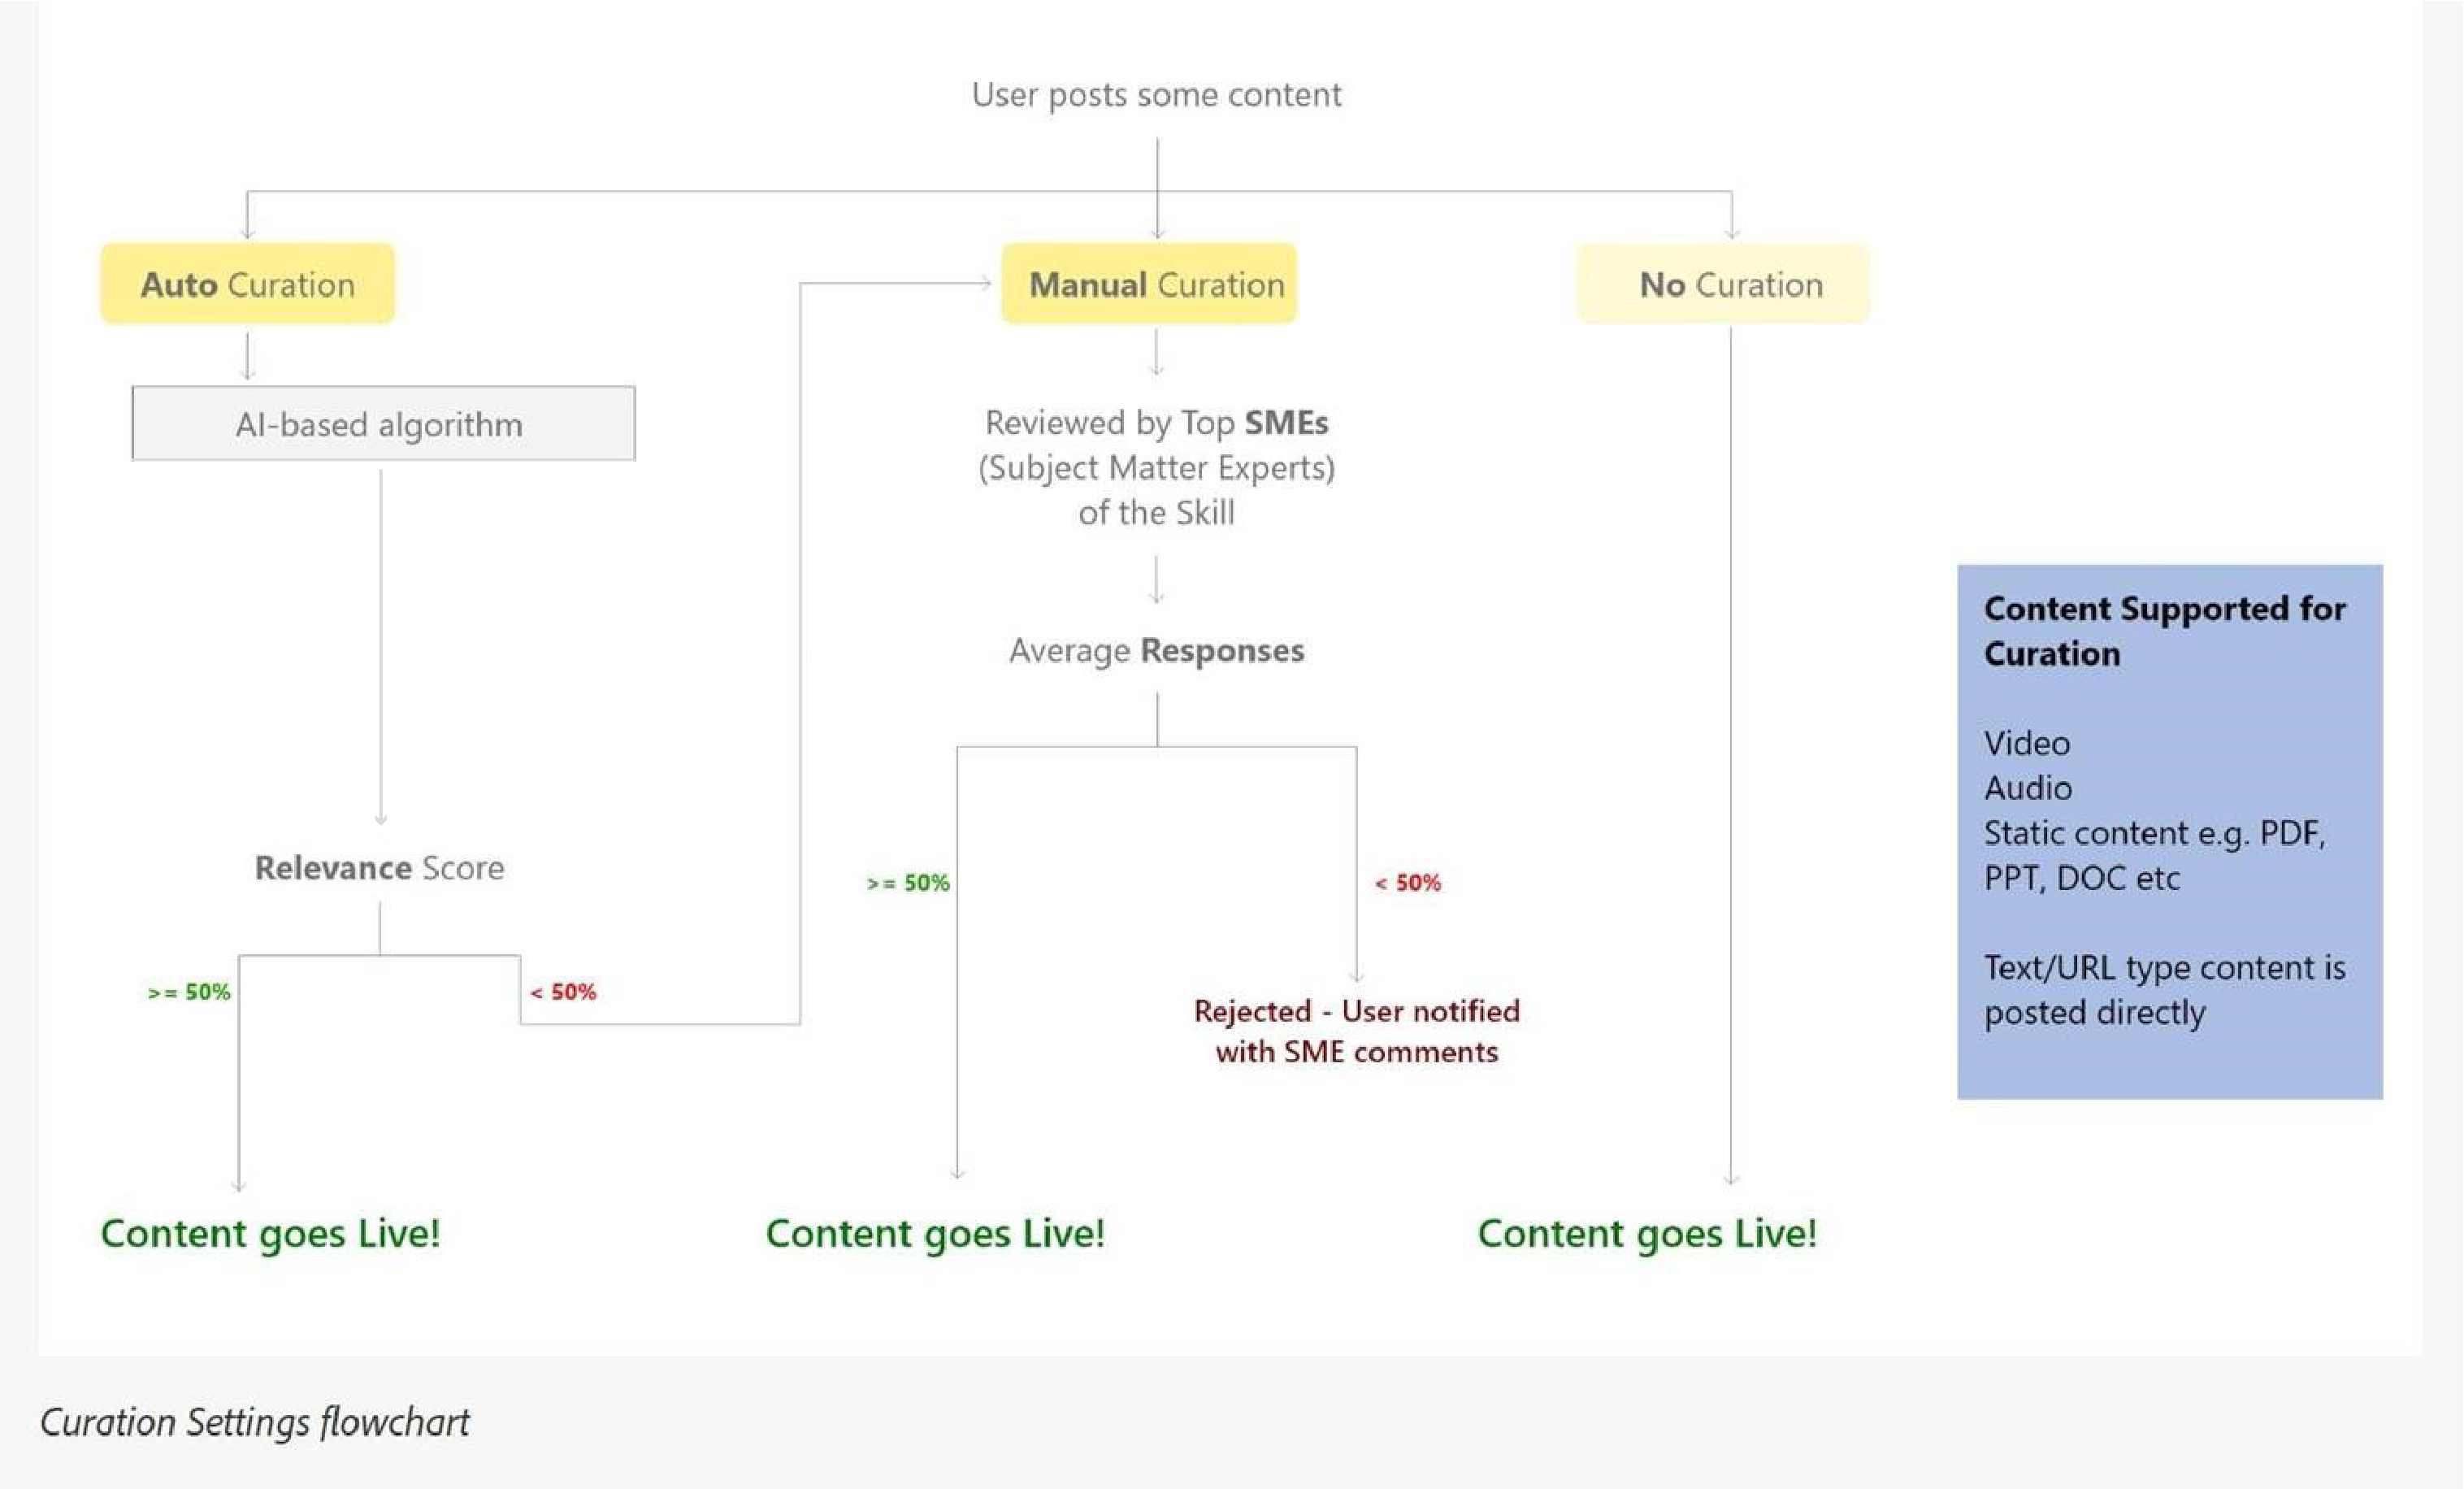 User posts some content
Auto Curation
Manual Curation
No Curation
AI-based algorithm
Reviewed by Top SMEs
(Subject Matter Experts)
of the Skill
Average Responses
Relevance Score
>= 50%
< 50%
>= 50%
< 50%
Rejected - User notified
with SME comments
Content goes Live!
Content goes Live!
Content goes Live!
Content Supported for
Curation
Video
Audio
Static content e.g. PDF,
PPT, DOC etc
Text/URL type content is
posted directly
Curation Settings flowchart